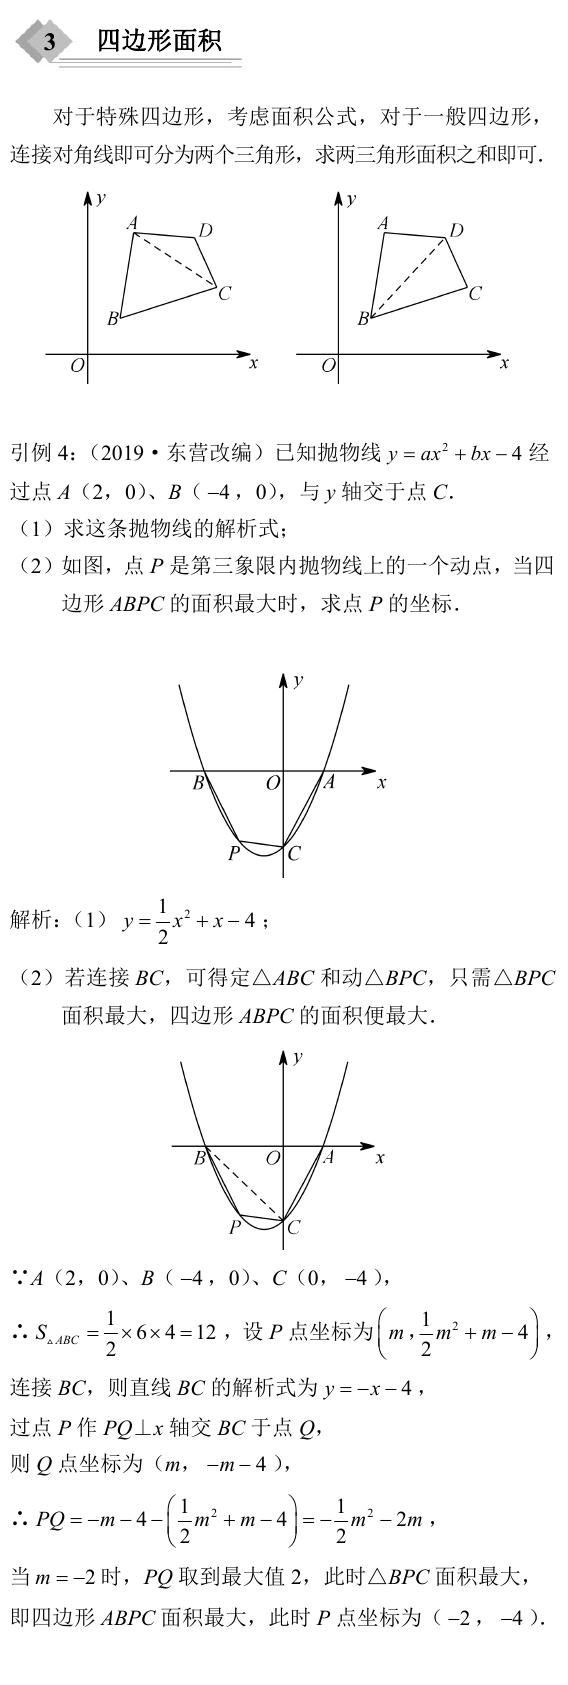 3 四边形面积
对于特殊四边形，考虑面积公式，对于一般四边形，
连接对角线即可分为两个三角形，求两三角形面积之和即可．
y A D C B O x
y A D C B O x
引例 4：（2019·东营改编）已知抛物线 y = ax² + bx − 4 经
过点 A（2，0）、B（−4，0），与 y 轴交于点 C．
（1）求这条抛物线的解析式；
（2）如图，点 P 是第三象限内抛物线上的一个动点，当四
边形 ABPC 的面积最大时，求点 P 的坐标．
y
B O A x
P C
解析：（1） y = 1/2 x² + x − 4；
（2）若连接 BC，可得定△ABC 和动△BPC，只需△BPC
面积最大，四边形 ABPC 的面积便最大．
y
B O A x
P C
∵A（2，0）、B（−4，0）、C（0，−4），
∴ S△ABC = 1/2 × 6 × 4 = 12，设 P 点坐标为 (m，1/2 m² + m − 4)，
连接 BC，则直线 BC 的解析式为 y = −x − 4，
过点 P 作 PQ⊥x 轴交 BC 于点 Q，
则 Q 点坐标为（m，−m − 4），
∴ PQ = −m − 4 − (1/2 m² + m − 4) = −1/2 m² − 2m，
当 m = −2 时，PQ 取到最大值 2，此时△BPC 面积最大，
即四边形 ABPC 面积最大，此时 P 点坐标为（−2，−4）．